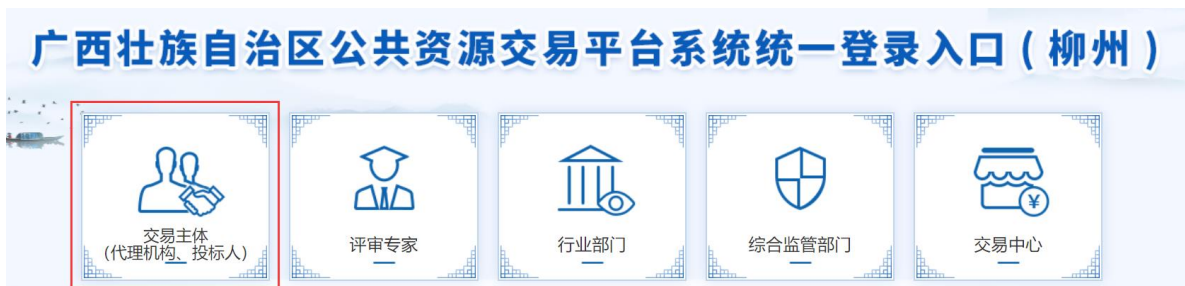 广西壮族自治区公共资源交易平台系统统一登录入口（柳州）
交易主体
(代理机构、投标人)
评审专家
行业部门
综合监管部门
交易中心